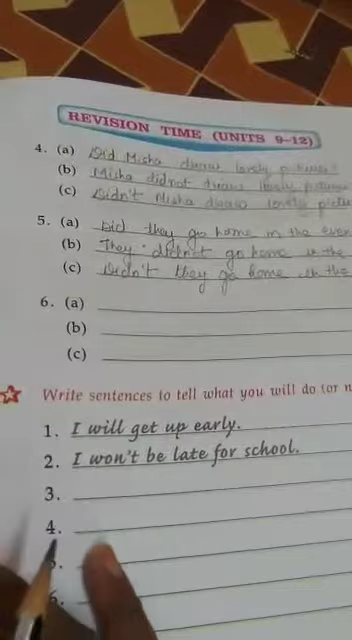 REVISION TIME (UNITS 9–12)
4. (a) Did Misha draw lovely pictures?
(b) Misha did not draw lovely pictures
(c) Didn't Misha draw lovely pictu
5. (a) Did they go home in the even
(b) They didn't go home in the
(c) Didn't they go home in the
6. (a)
(b)
(c)
Write sentences to tell what you will do (or n
1. I will get up early.
2. I won't be late for school.
3.
4.
5.
6.